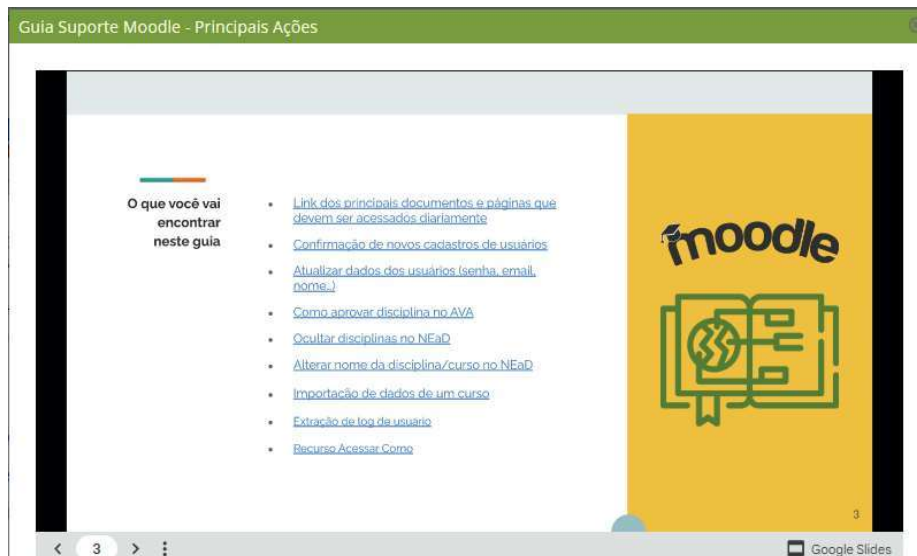 Guia Suporte Moodle - Principais Ações
O que você vai
encontrar
neste guia
Link dos principais documentos e páginas que
devem ser acessados diariamente
Confirmação de novos cadastros de usuários
Atualizar dados dos usuários (senha, email,
nome..)
Como aprovar disciplina no AVA
Ocultar disciplinas no NEaD
Alterar nome da disciplina/curso no NEaD
Importação de dados de um curso
Extração de log de usuario
Recurso Acessar Como
moodle
3
3
Google Slides